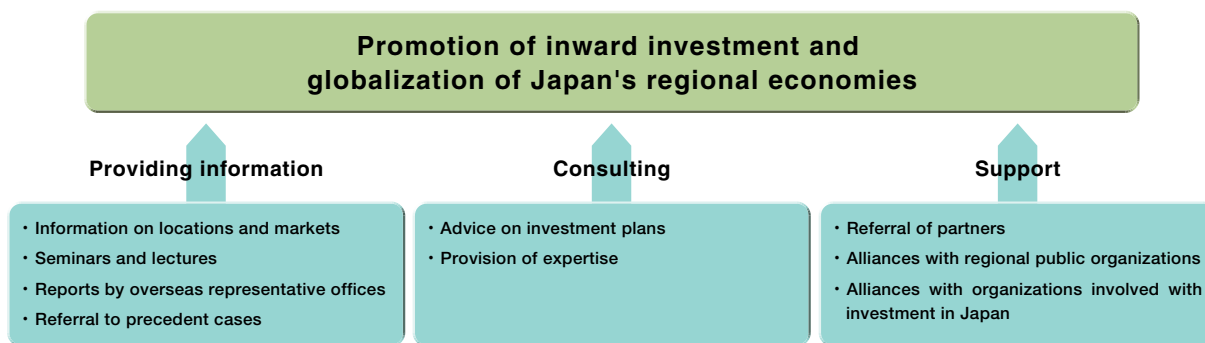 Promotion of inward investment and
globalization of Japan's regional economies
Providing information
・Information on locations and markets
・Seminars and lectures
・Reports by overseas representative offices
・Referral to precedent cases
Consulting
・Advice on investment plans
・Provision of expertise
Support
・Referral of partners
・Alliances with regional public organizations
・Alliances with organizations involved with
investment in Japan